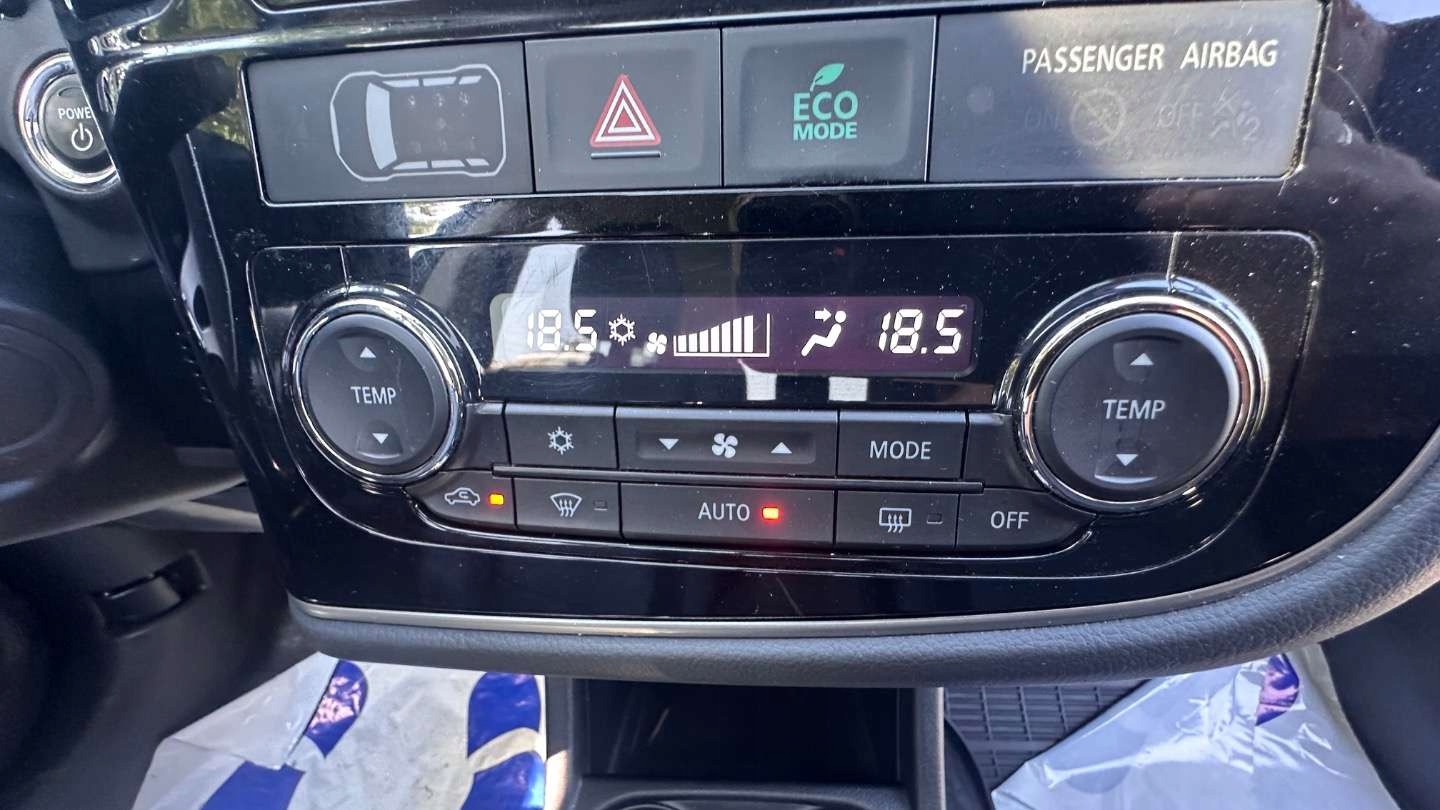 POWER
ECO
MODE
PASSENGER AIRBAG
ON OFF
18.5 18.5
TEMP
TEMP
MODE
AUTO
OFF